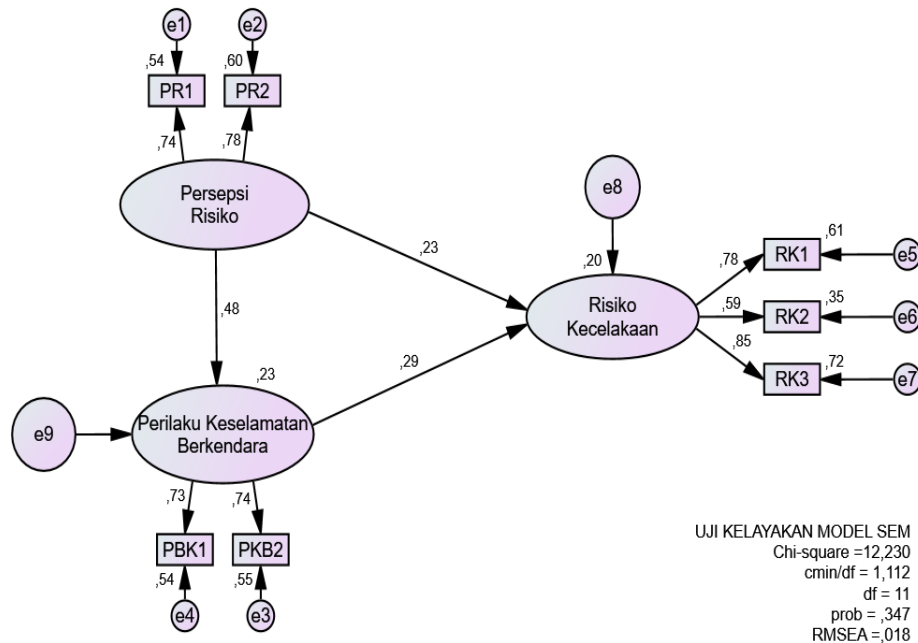 e1
e2
,54
,60
PR1
PR2
,74
,78
Persepsi
Risiko
e8
,23
,20
,48
Risiko
Kecelakaan
,78
RK1
,61
e5
,59
RK2
,35
e6
,85
RK3
,72
e7
,29
,23
e9
Perilaku Keselamatan
Berkendara
,73
,74
PBK1
PKB2
,54
,55
e4
e3
UJI KELAYAKAN MODEL SEM
Chi-square =12,230
cmin/df = 1,112
df = 11
prob = ,347
RMSEA =,018